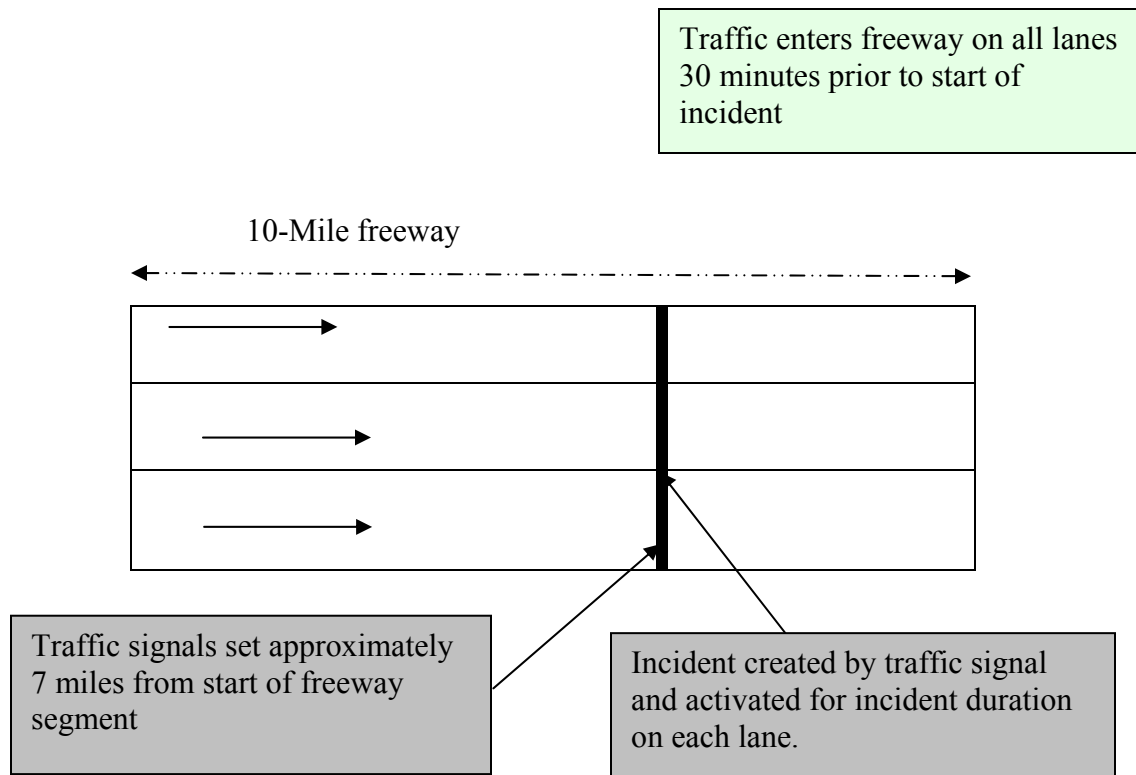 Traffic enters freeway on all lanes
30 minutes prior to start of
incident
10-Mile freeway
Traffic signals set approximately
7 miles from start of freeway
segment
Incident created by traffic signal
and activated for incident duration
on each lane.